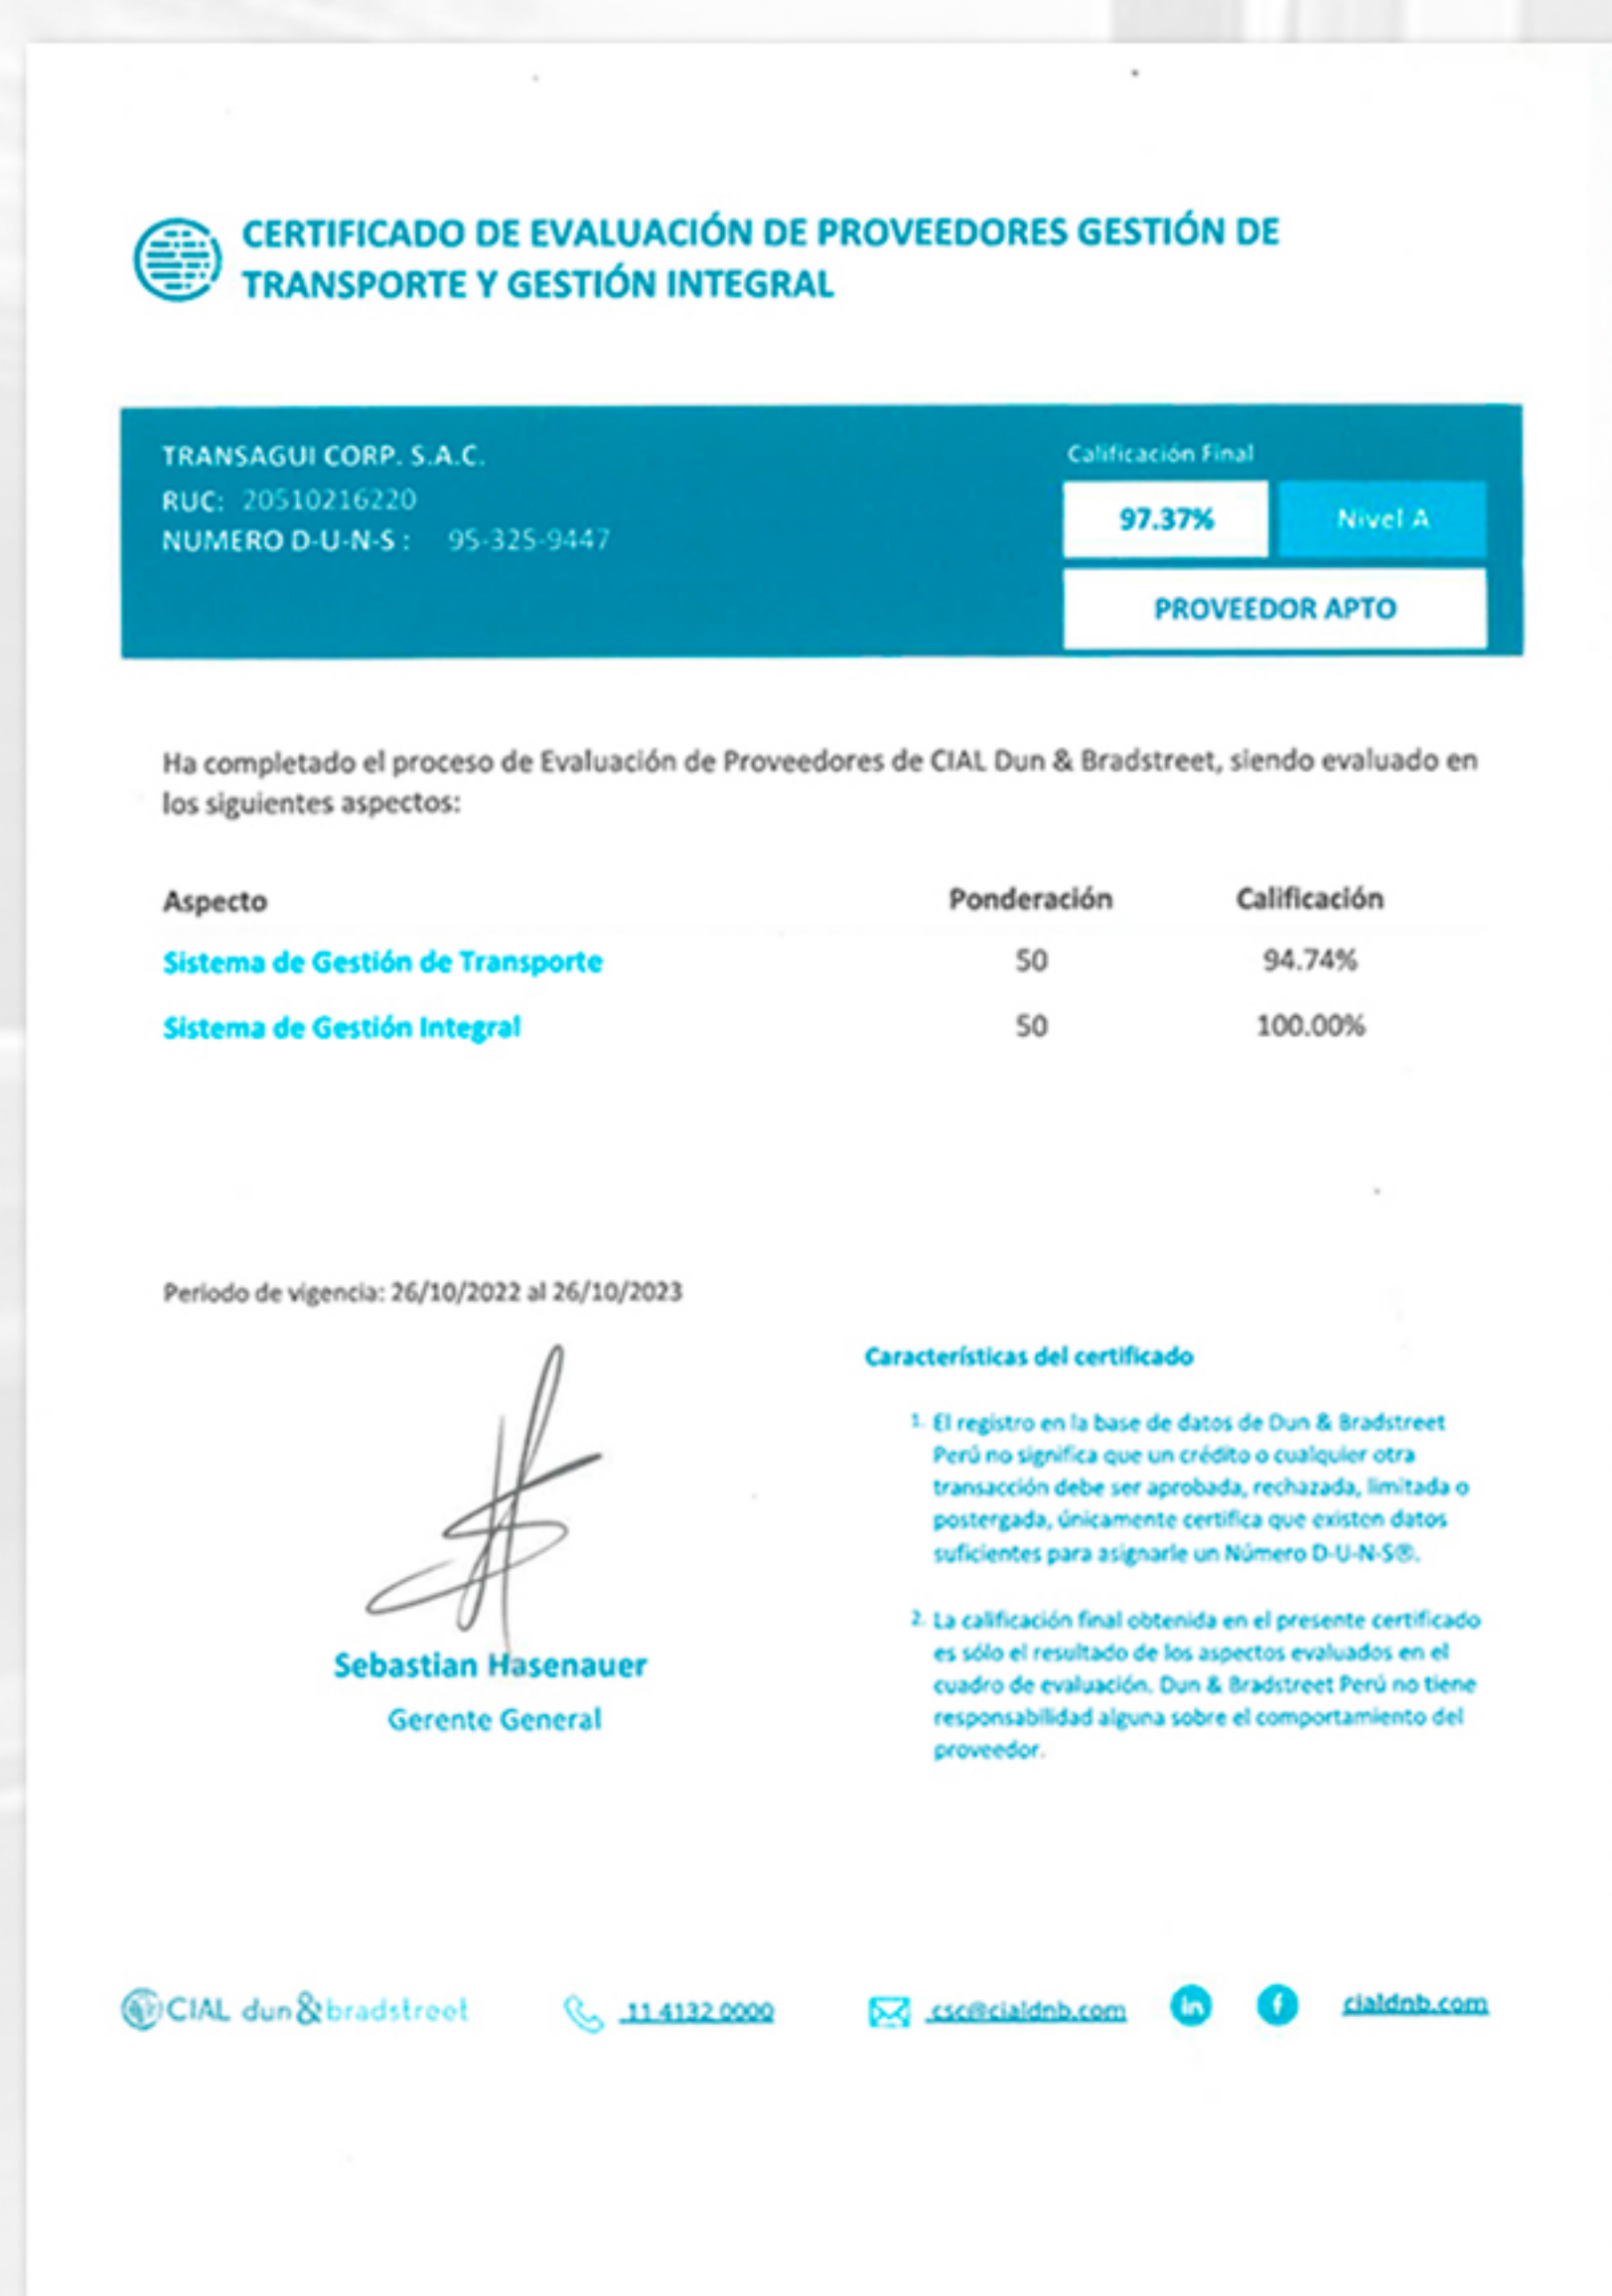 CERTIFICADO DE EVALUACIÓN DE PROVEEDORES GESTIÓN DE
TRANSPORTE Y GESTIÓN INTEGRAL
TRANSAGUI CORP. S.A.C.
RUC: 20510216220
NUMERO D-U-N-S : 95-325-9447
Calificación Final
97.37% Nivel A
PROVEEDOR APTO
Ha completado el proceso de Evaluación de Proveedores de CIAL Dun & Bradstreet, siendo evaluado en
los siguientes aspectos:
Aspecto Ponderación Calificación
Sistema de Gestión de Transporte 50 94.74%
Sistema de Gestión Integral 50 100.00%
Periodo de vigencia: 26/10/2022 al 26/10/2023
Sebastian Hasenauer
Gerente General
Características del certificado
1. El registro en la base de datos de Dun & Bradstreet
Perú no significa que un crédito o cualquier otra
transacción debe ser aprobada, rechazada, limitada o
postergada, únicamente certifica que existen datos
suficientes para asignarle un Número D-U-N-S®.
2. La calificación final obtenida en el presente certificado
es sólo el resultado de los aspectos evaluados en el
cuadro de evaluación. Dun & Bradstreet Perú no tiene
responsabilidad alguna sobre el comportamiento del
proveedor.
CIAL dun&bradstreet 11.4132.0000 csc@cialdnb.com in f cialdnb.com